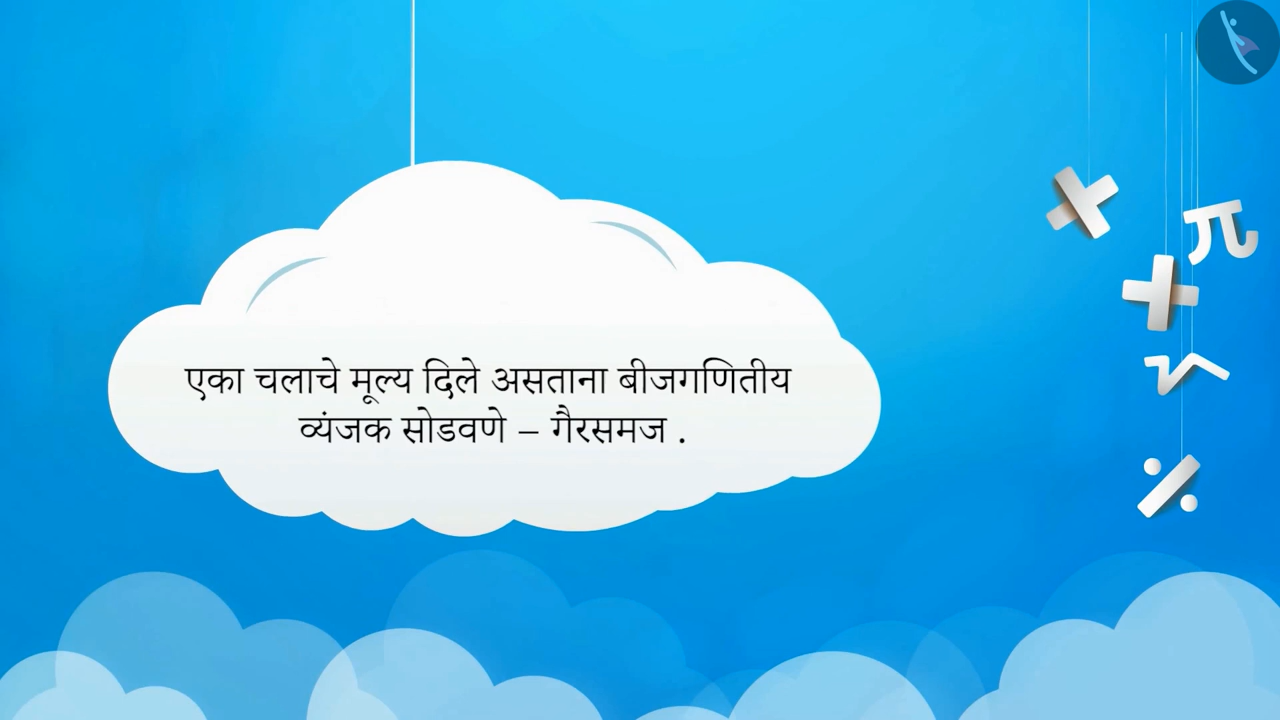 एका चलाचे मूल्य दिले असताना बीजगणितीय
व्यंजक सोडवणे – गैरसमज .